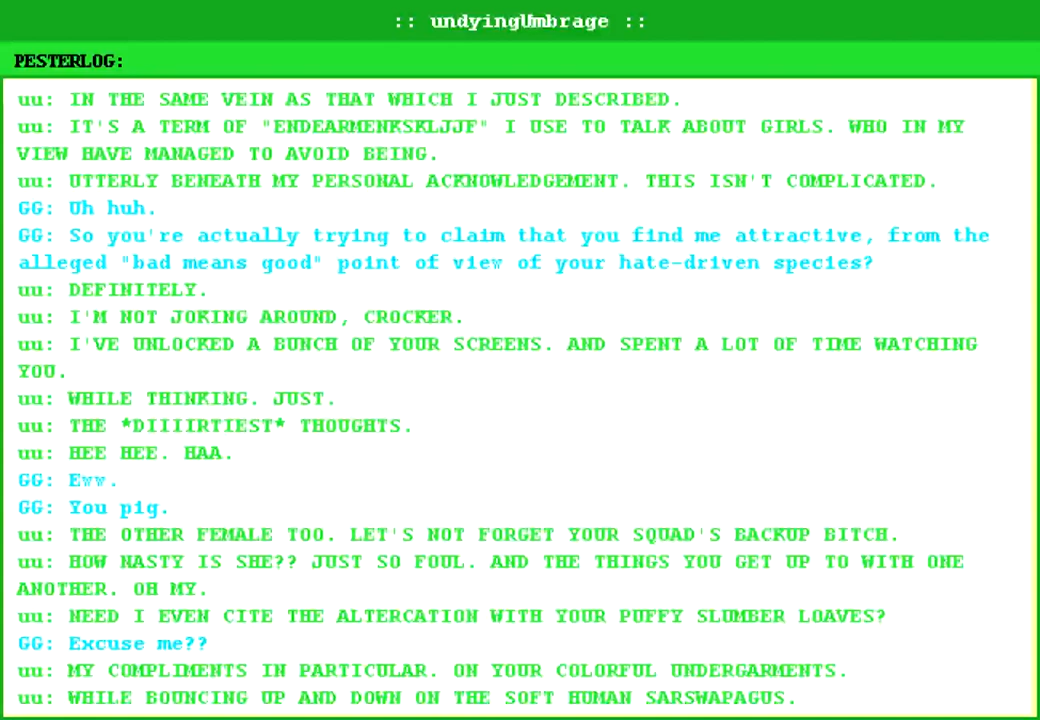 :: undyingUmbrage ::
PESTERLOG:
uu: IN THE SAME VEIN AS THAT WHICH I JUST DESCRIBED.
uu: IT'S A TERM OF "ENDEARMENKSKLJJF" I USE TO TALK ABOUT GIRLS. WHO IN MY
VIEW HAVE MANAGED TO AVOID BEING.
uu: UTTERLY BENEATH MY PERSONAL ACKNOWLEDGEMENT. THIS ISN'T COMPLICATED.
GG: Uh huh.
GG: So you're actually trying to claim that you find me attractive, from the
alleged "bad means good" point of view of your hate-driven species?
uu: DEFINITELY.
uu: I'M NOT JOKING AROUND, CROCKER.
uu: I'VE UNLOCKED A BUNCH OF YOUR SCREENS. AND SPENT A LOT OF TIME WATCHING
YOU.
uu: WHILE THINKING. JUST.
uu: THE *DIIIIRTIEST* THOUGHTS.
uu: HEE HEE. HAA.
GG: Eww.
GG: You pig.
uu: THE OTHER FEMALE TOO. LET'S NOT FORGET YOUR SQUAD'S BACKUP BITCH.
uu: HOW NASTY IS SHE?? JUST SO FOUL. AND THE THINGS YOU GET UP TO WITH ONE
ANOTHER. OH MY.
uu: NEED I EVEN CITE THE ALTERCATION WITH YOUR PUFFY SLUMBER LOAVES?
GG: Excuse me??
uu: MY COMPLIMENTS IN PARTICULAR. ON YOUR COLORFUL UNDERGARMENTS.
uu: WHILE BOUNCING UP AND DOWN ON THE SOFT HUMAN SARSWAPAGUS.